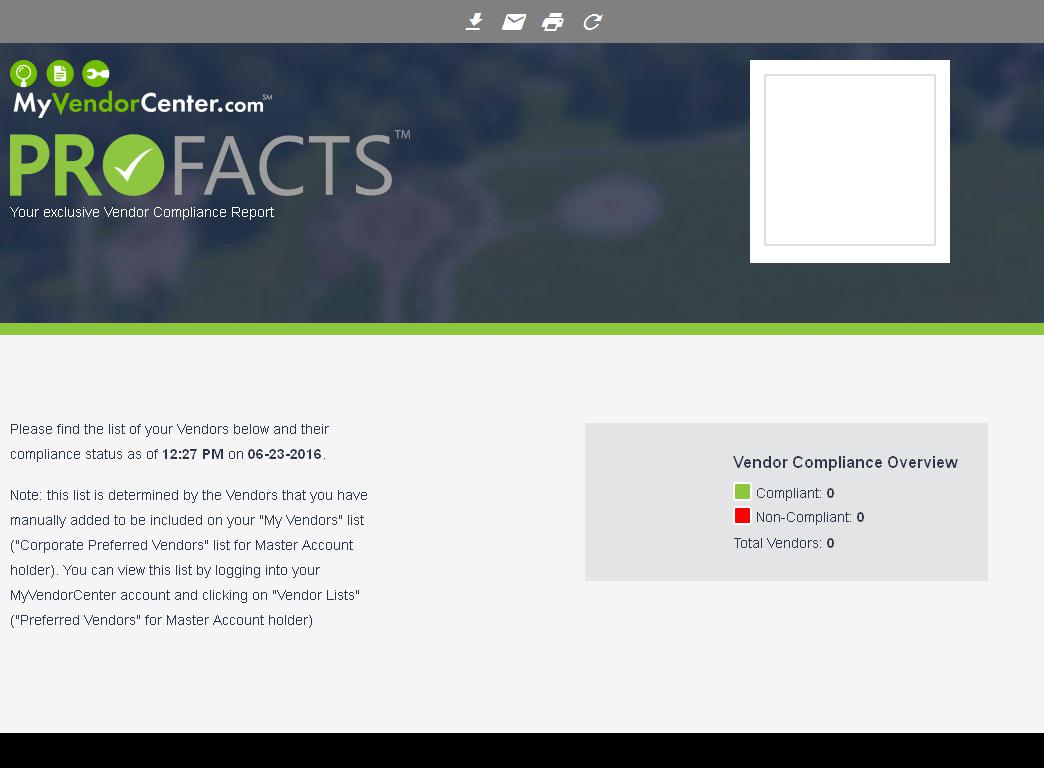 MyVendorCenter.com℠
PROFACTS™
Your exclusive Vendor Compliance Report
Please find the list of your Vendors below and their
compliance status as of 12:27 PM on 06-23-2016.
Note: this list is determined by the Vendors that you have
manually added to be included on your "My Vendors" list
("Corporate Preferred Vendors" list for Master Account
holder). You can view this list by logging into your
MyVendorCenter account and clicking on "Vendor Lists"
("Preferred Vendors" for Master Account holder)
Vendor Compliance Overview
Compliant: 0
Non-Compliant: 0
Total Vendors: 0